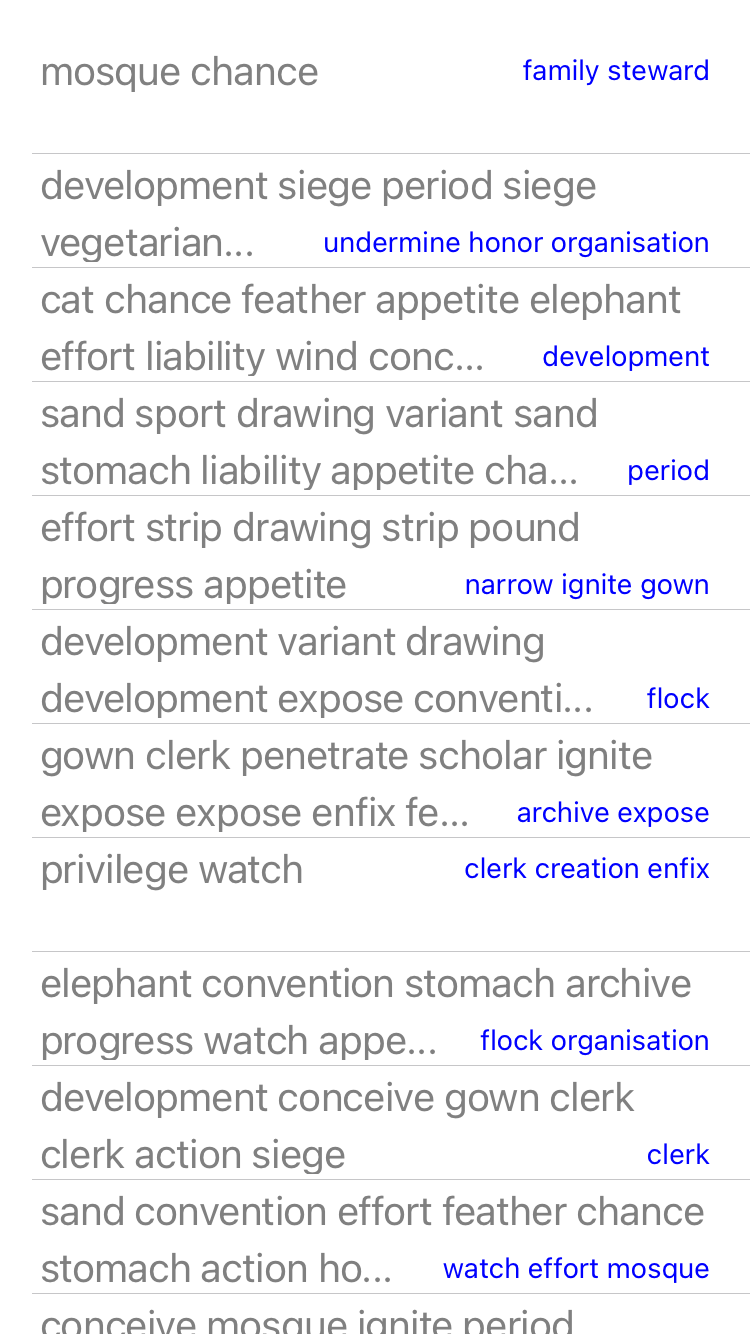 mosque chance family steward
development siege period siege
vegetarian... undermine honor organisation
cat chance feather appetite elephant
effort liability wind conc... development
sand sport drawing variant sand
stomach liability appetite cha... period
effort strip drawing strip pound
progress appetite narrow ignite gown
development variant drawing
development expose conventi... flock
gown clerk penetrate scholar ignite
expose expose enfix fe... archive expose
privilege watch clerk creation enfix
elephant convention stomach archive
progress watch appe... flock organisation
development conceive gown clerk
clerk action siege clerk
sand convention effort feather chance
stomach action ho... watch effort mosque
conceive mosque ignite period